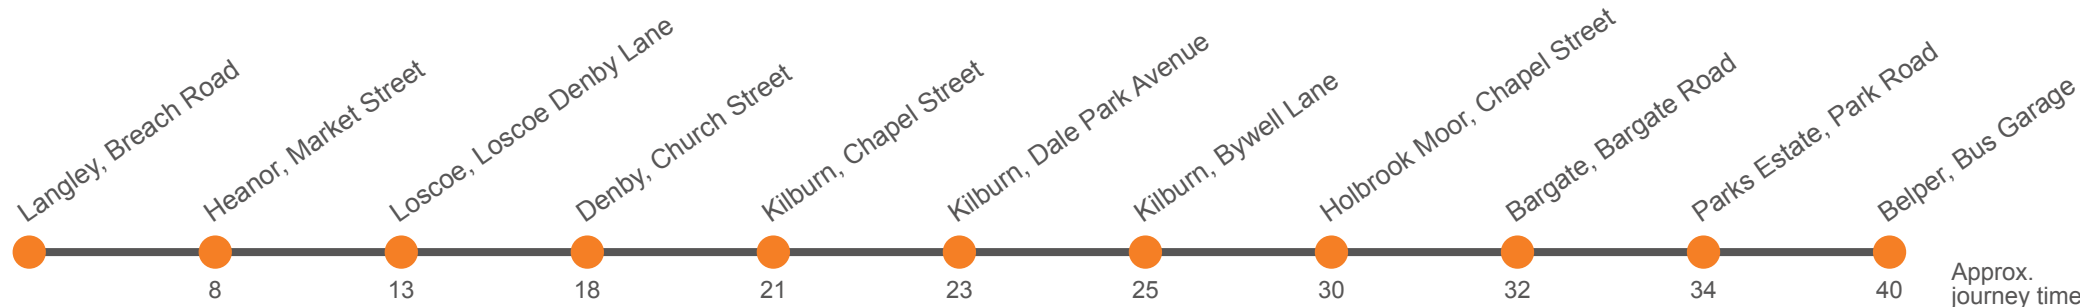 Langley, Breach Road
Heanor, Market Street
Loscoe, Loscoe Denby Lane
Denby, Church Street
Kilburn, Chapel Street
Kilburn, Dale Park Avenue
Kilburn, Bywell Lane
Holbrook Moor, Chapel Street
Bargate, Bargate Road
Parks Estate, Park Road
Belper, Bus Garage
8 13 18 21 23 25 30 32 34 40
Approx.
journey time